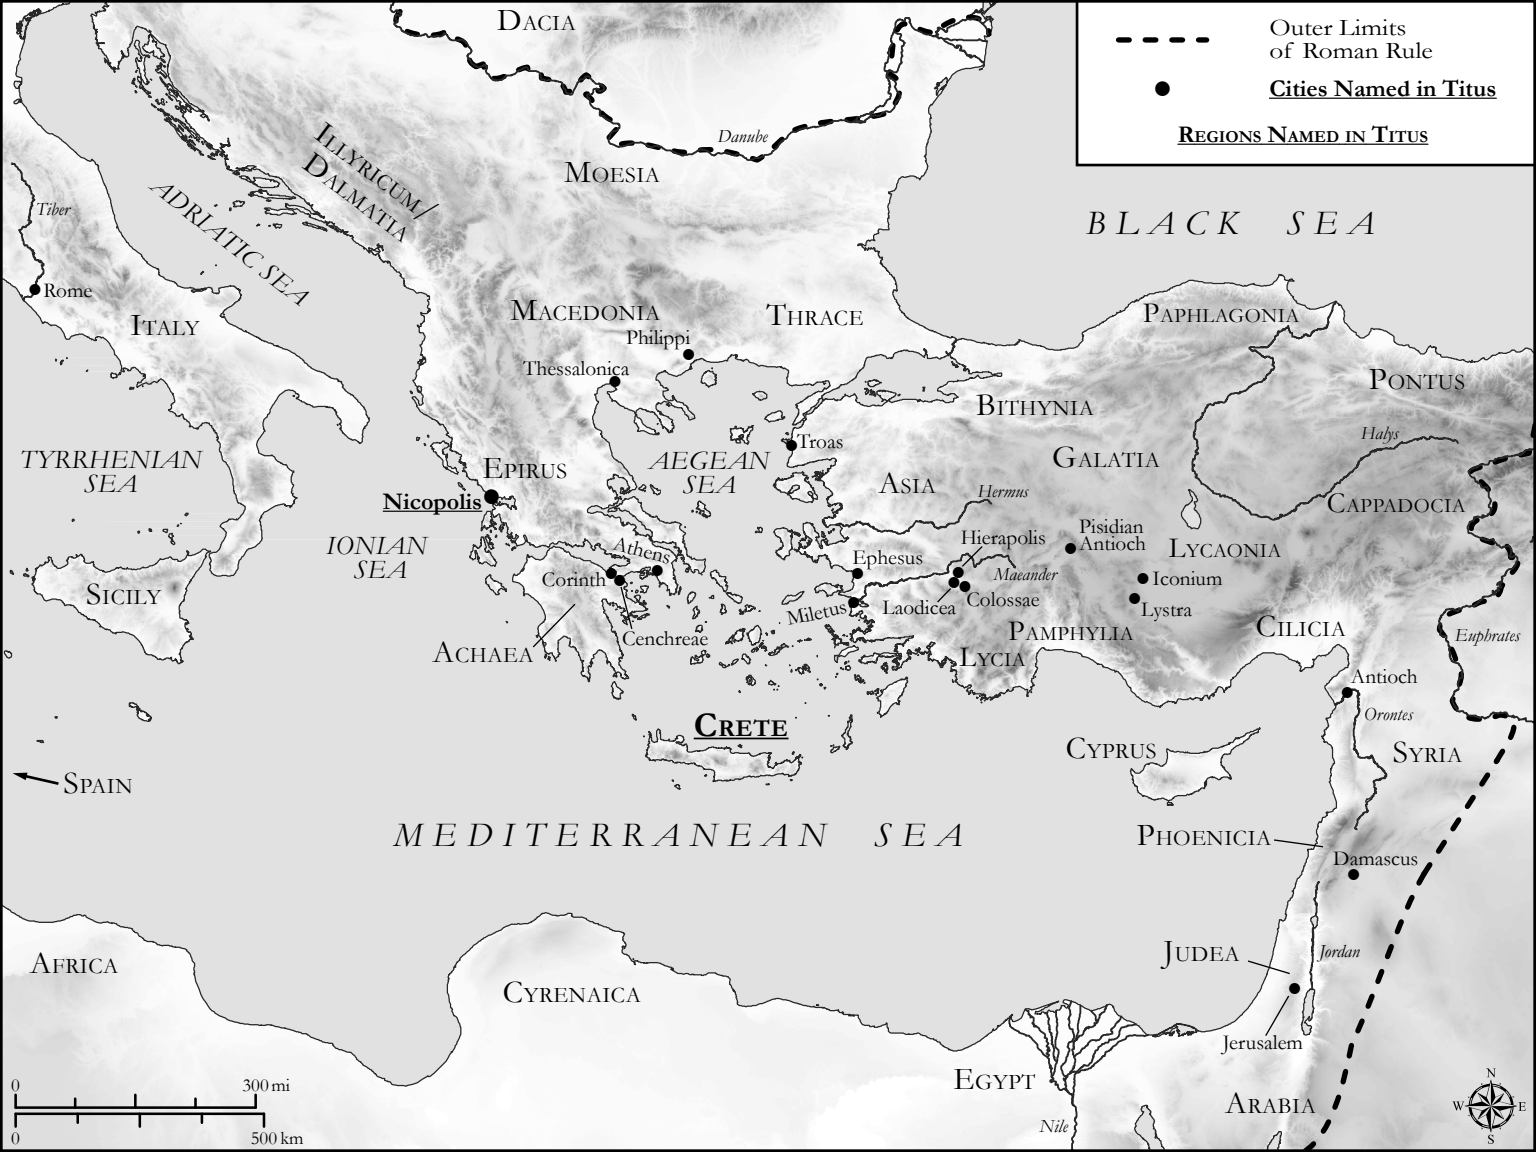 DACIA
Outer Limits
of Roman Rule
Cities Named in Titus
REGIONS NAMED IN TITUS
Danube
ILLYRICUM/
DALMATIA
MOESIA
Tiber
ADRIATIC SEA
BLACK SEA
Rome
ITALY
MACEDONIA
THRACE
PAPHLAGONIA
Philippi
Thessalonica
PONTUS
BITHYNIA
Halys
Troas
TYRRHENIAN
SEA
EPIRUS
AEGEAN
SEA
GALATIA
ASIA
Hermus
Nicopolis
CAPPADOCIA
IONIAN
SEA
Athens
Hierapolis
Pisidian
Antioch
LYCAONIA
Ephesus
Corinth
Maeander
Iconium
SICILY
Laodicea
Colossae
Miletus
Lystra
Cenchreae
PAMPHYLIA
CILICIA
Euphrates
ACHAEA
LYCIA
Antioch
Orontes
CRETE
CYPRUS
SYRIA
SPAIN
MEDITERRANEAN SEA
PHOENICIA
Damascus
AFRICA
CYRENAICA
JUDEA
Jordan
Jerusalem
EGYPT
ARABIA
Nile
0 300 mi
0 500 km
N
W E
S